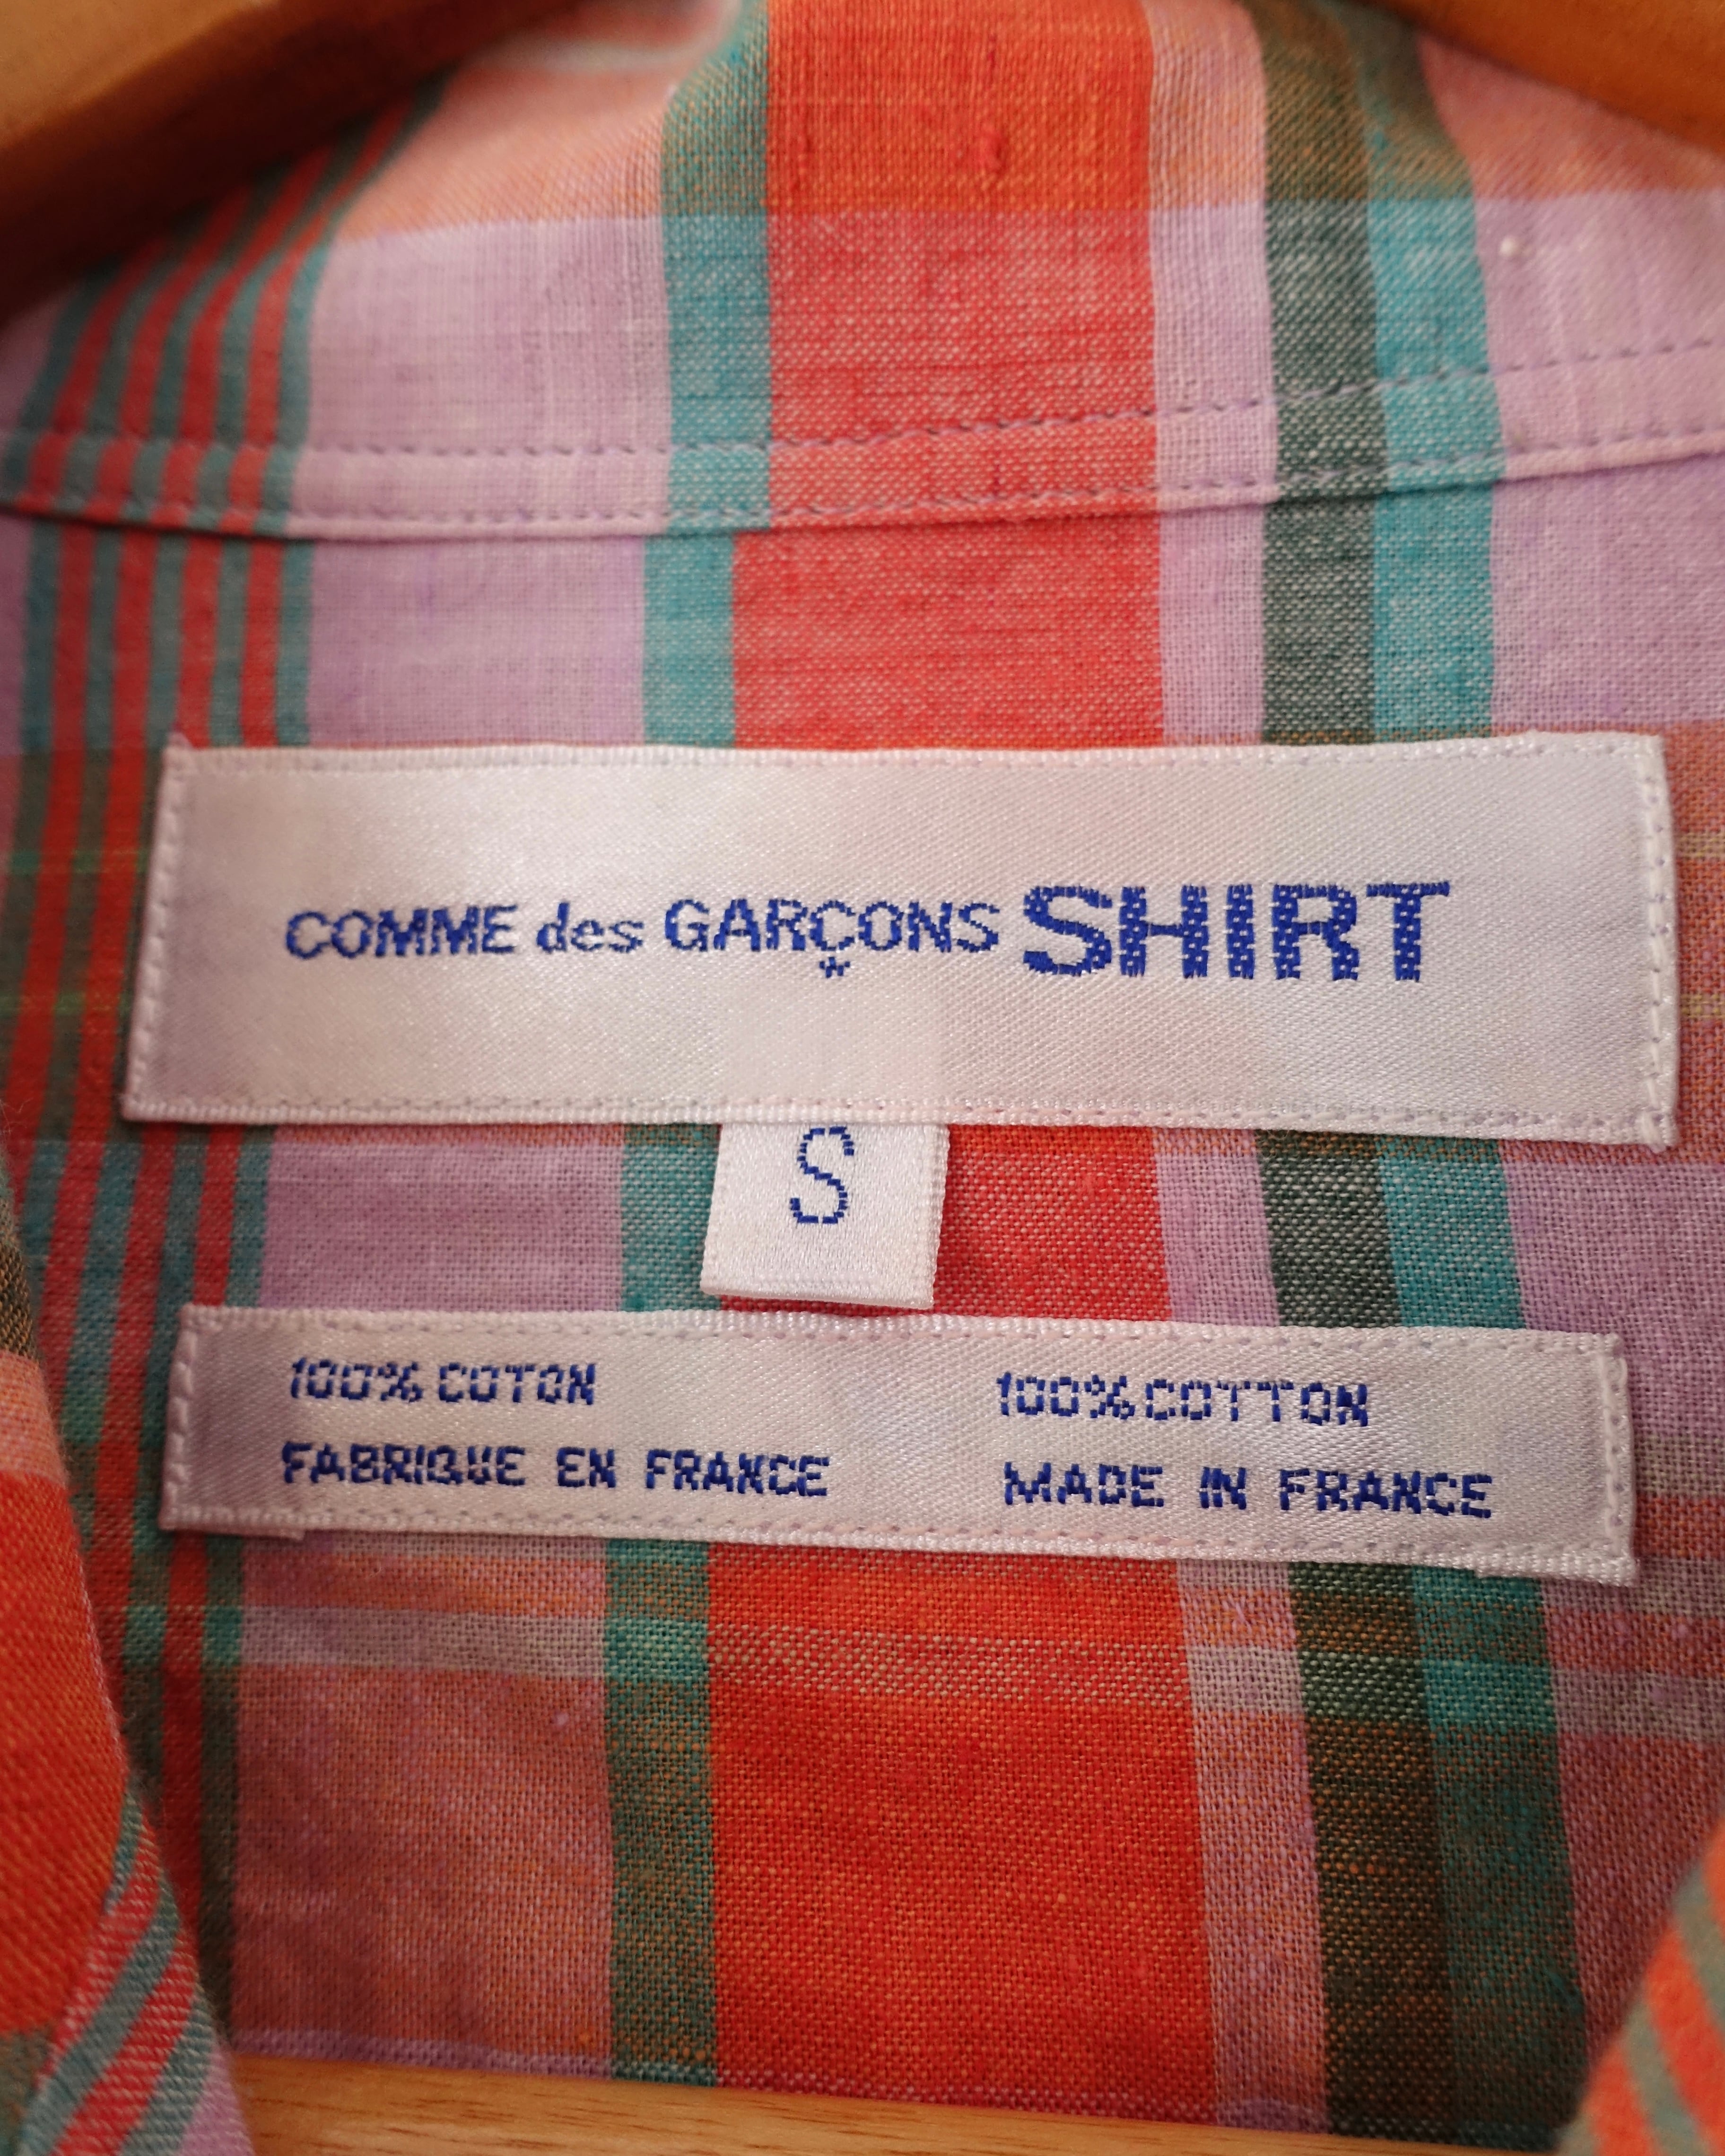 COMME des GARÇONS SHIRT
S
100% COTON
FABRIQUE EN FRANCE
100% COTTON
MADE IN FRANCE